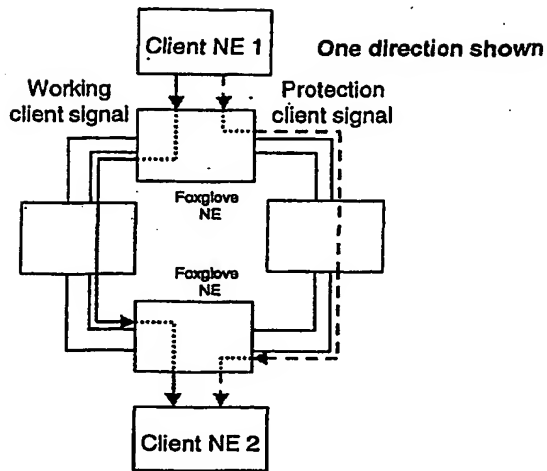 Client NE 1
One direction shown
Working
client signal
Protection
client signal
Foxglove
NE
Foxglove
NE
Client NE 2